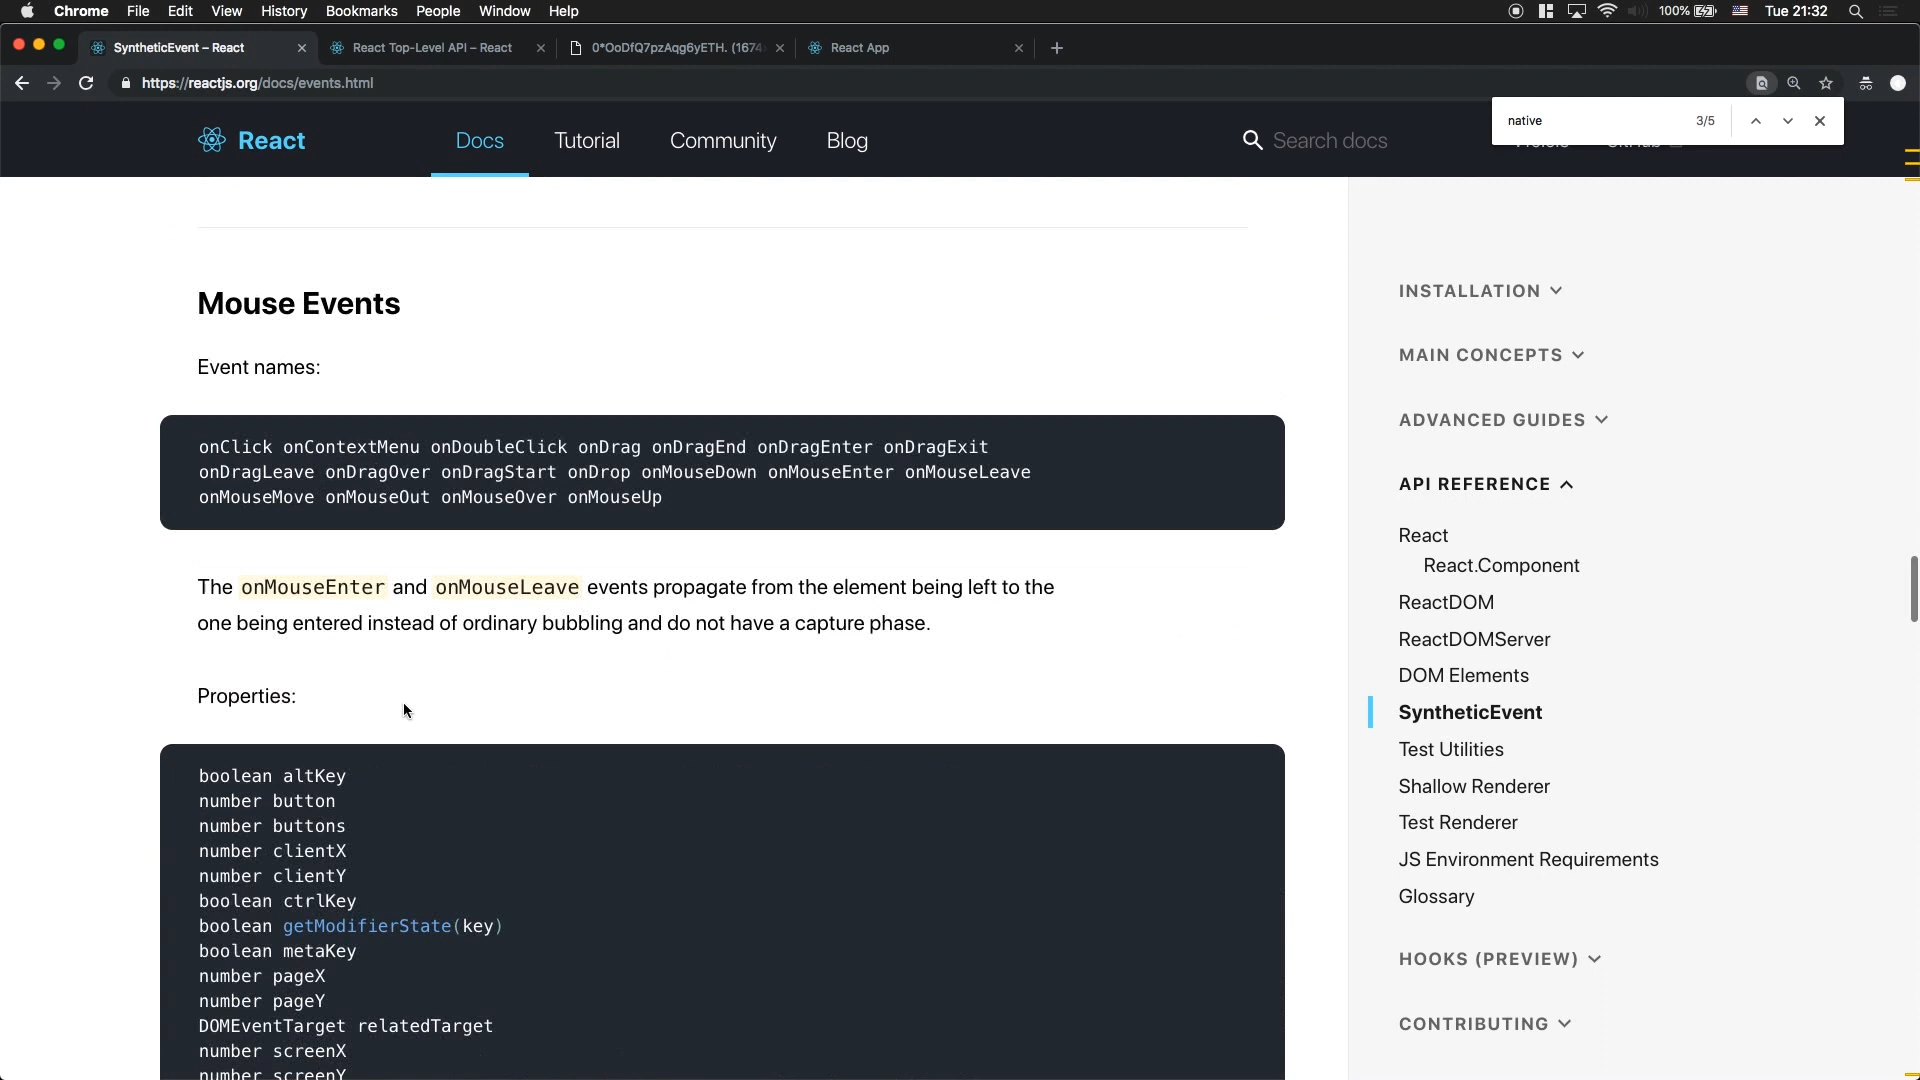 Chrome File Edit View History Bookmarks People Window Help 100% Tue 21:32
SyntheticEvent – React React Top-Level API – React 0*OoDfQ7pzAqg6yETH. (1674 React App
https://reactjs.org/docs/events.html
native 3/5
React Docs Tutorial Community Blog Search docs
Mouse Events
Event names:
onClick onContextMenu onDoubleClick onDrag onDragEnd onDragEnter onDragExit
onDragLeave onDragOver onDragStart onDrop onMouseDown onMouseEnter onMouseLeave
onMouseMove onMouseOut onMouseOver onMouseUp
The onMouseEnter and onMouseLeave events propagate from the element being left to the
one being entered instead of ordinary bubbling and do not have a capture phase.
Properties:
boolean altKey
number button
number buttons
number clientX
number clientY
boolean ctrlKey
boolean getModifierState(key)
boolean metaKey
number pageX
number pageY
DOMEventTarget relatedTarget
number screenX
number screenY
INSTALLATION
MAIN CONCEPTS
ADVANCED GUIDES
API REFERENCE
React
React.Component
ReactDOM
ReactDOMServer
DOM Elements
SyntheticEvent
Test Utilities
Shallow Renderer
Test Renderer
JS Environment Requirements
Glossary
HOOKS (PREVIEW)
CONTRIBUTING